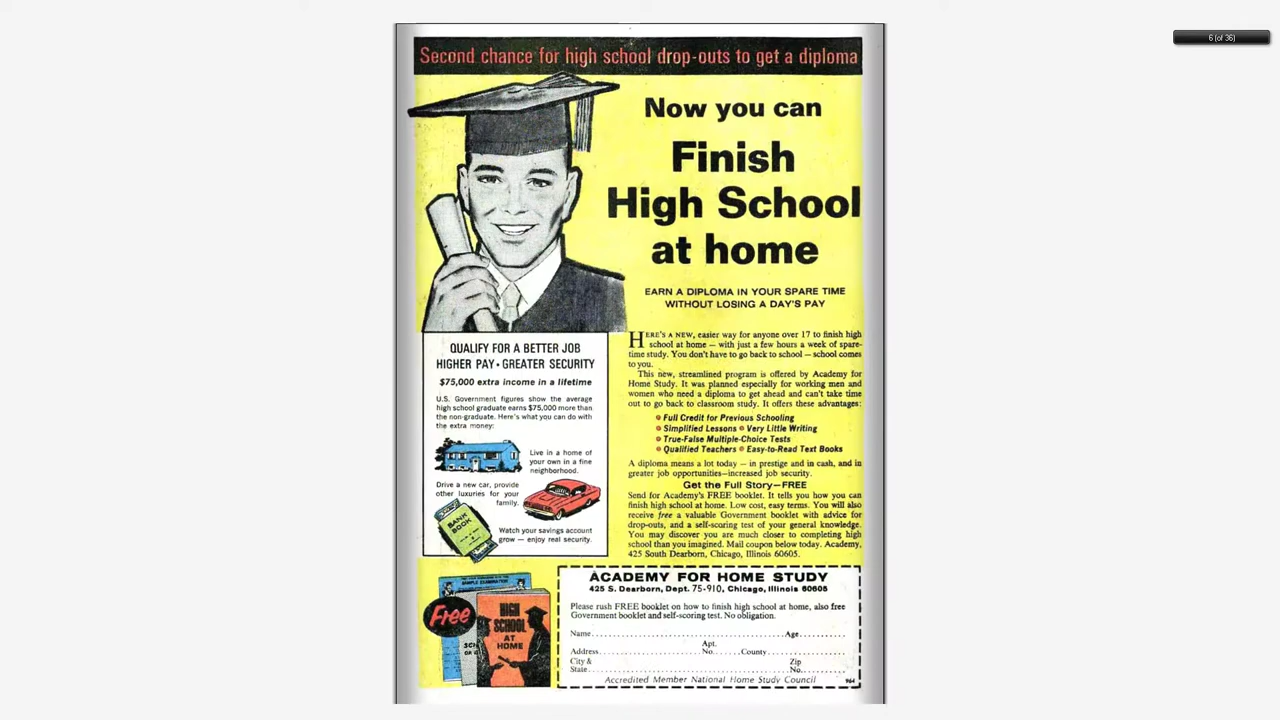 6 (of 36)
Second chance for high school drop-outs to get a diploma
Now you can
Finish
High School
at home
EARN A DIPLOMA IN YOUR SPARE TIME
WITHOUT LOSING A DAY'S PAY
HERE'S A NEW, easier way for anyone over 17 to finish high
school at home — with just a few hours a week of spare-
time study. You don't have to go back to school — school comes
to you.
This new, streamlined program is offered by Academy for
Home Study. It was planned especially for working men and
women who need a diploma to get ahead and can't take time
out to go back to classroom study. It offers these advantages:
Full Credit for Previous Schooling
Simplified Lessons • Very Little Writing
True-False Multiple-Choice Tests
Qualified Teachers • Easy-to-Read Text Books
A diploma means a lot today — in prestige and in cash, and in
greater job opportunities—increased job security.
Get the Full Story—FREE
Send for Academy's FREE booklet. It tells you how you can
finish high school at home. Low cost, easy terms. You will also
receive free a valuable Government booklet with advice for
drop-outs, and a self-scoring test of your general knowledge.
You may discover you are much closer to completing high
school than you imagined. Mail coupon below today. Academy,
425 South Dearborn, Chicago, Illinois 60605.
QUALIFY FOR A BETTER JOB
HIGHER PAY • GREATER SECURITY
$75,000 extra income in a lifetime
U.S. Government figures show the average
high school graduate earns $75,000 more than
the non-graduate. Here's what you can do with
the extra money:
Live in a home of
your own in a fine
neighborhood.
Drive a new car, provide
other luxuries for your
family.
BANK
BOOK
Watch your savings account
grow — enjoy real security.
SAMPLE EXAMINATION
Free
HIGH
SCHOOL
AT
HOME
ACADEMY FOR HOME STUDY
425 S. Dearborn, Dept. 75-910, Chicago, Illinois 60605
Please rush FREE booklet on how to finish high school at home, also free
Government booklet and self-scoring test. No obligation.
Name.......... Age..........
Apt.
Address.......... No...... County..........
City & Zip
State.......... No..........
Accredited Member National Home Study Council 964